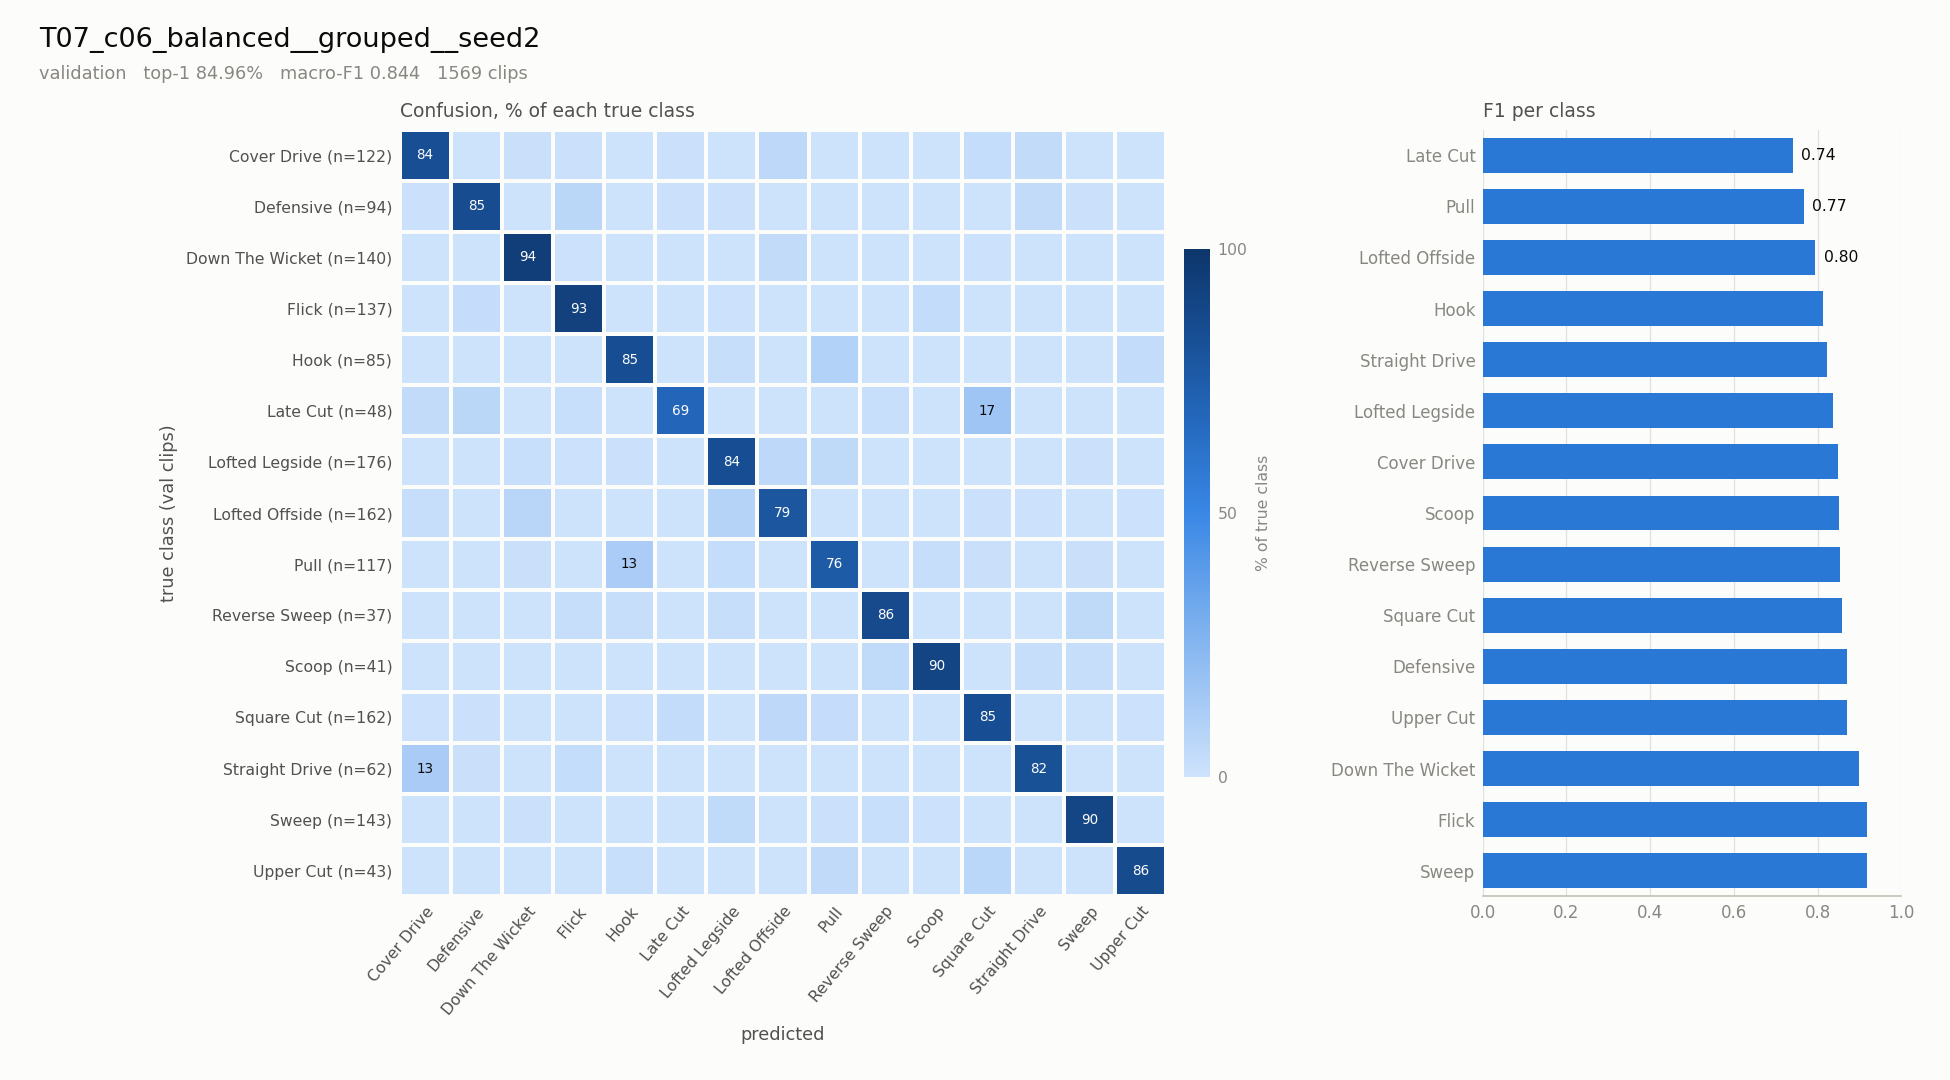 T07_c06_balanced__grouped__seed2
validation   top-1 84.96%   macro-F1 0.844   1569 clips
Confusion, % of each true class
true class (val clips)
Cover Drive (n=122) 84
Defensive (n=94) 85
Down The Wicket (n=140) 94
Flick (n=137) 93
Hook (n=85) 85
Late Cut (n=48) 69 17
Lofted Legside (n=176) 84
Lofted Offside (n=162) 79
Pull (n=117) 13 76
Reverse Sweep (n=37) 86
Scoop (n=41) 90
Square Cut (n=162) 85
Straight Drive (n=62) 13 82
Sweep (n=143) 90
Upper Cut (n=43) 86
Cover Drive
Defensive
Down The Wicket
Flick
Hook
Late Cut
Lofted Legside
Lofted Offside
Pull
Reverse Sweep
Scoop
Square Cut
Straight Drive
Sweep
Upper Cut
predicted
100
50
0
% of true class
F1 per class
Late Cut 0.74
Pull 0.77
Lofted Offside 0.80
Hook
Straight Drive
Lofted Legside
Cover Drive
Scoop
Reverse Sweep
Square Cut
Defensive
Upper Cut
Down The Wicket
Flick
Sweep
0.0 0.2 0.4 0.6 0.8 1.0